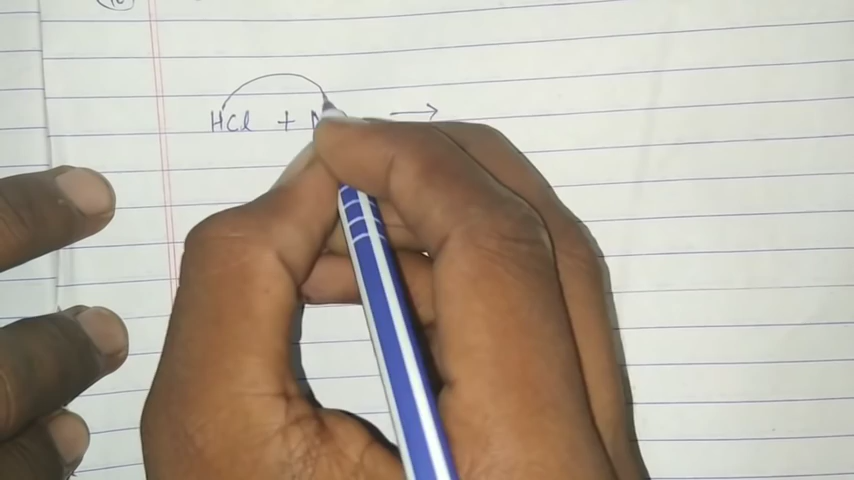 HCl + →